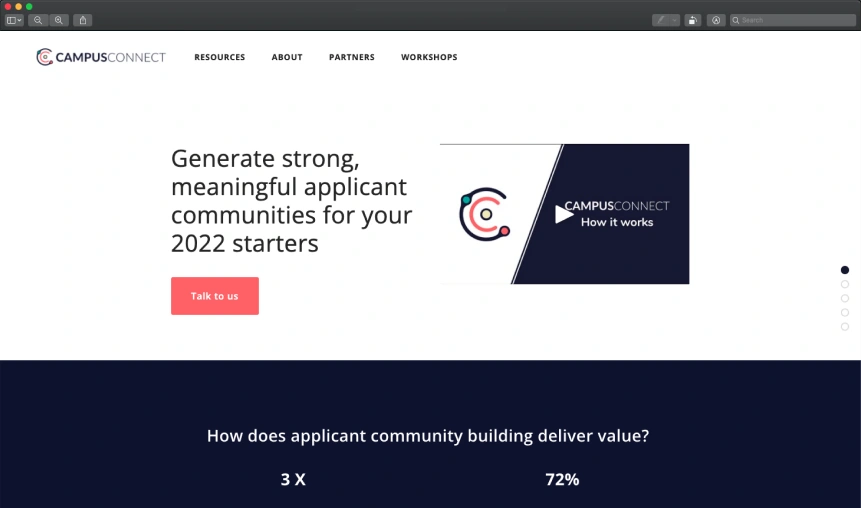 Search
CAMPUSCONNECT
RESOURCES
ABOUT
PARTNERS
WORKSHOPS
Generate strong,
meaningful applicant
communities for your
2022 starters
Talk to us
CAMPUSCONNECT
How it works
How does applicant community building deliver value?
3 X
72%